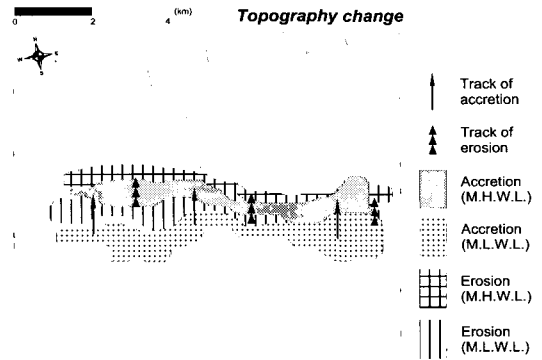 Topography change
0 2 4 (km)
N
W E
S
Track of
accretion
Track of
erosion
Accretion
(M.H.W.L.)
Accretion
(M.L.W.L.)
Erosion
(M.H.W.L.)
Erosion
(M.L.W.L.)